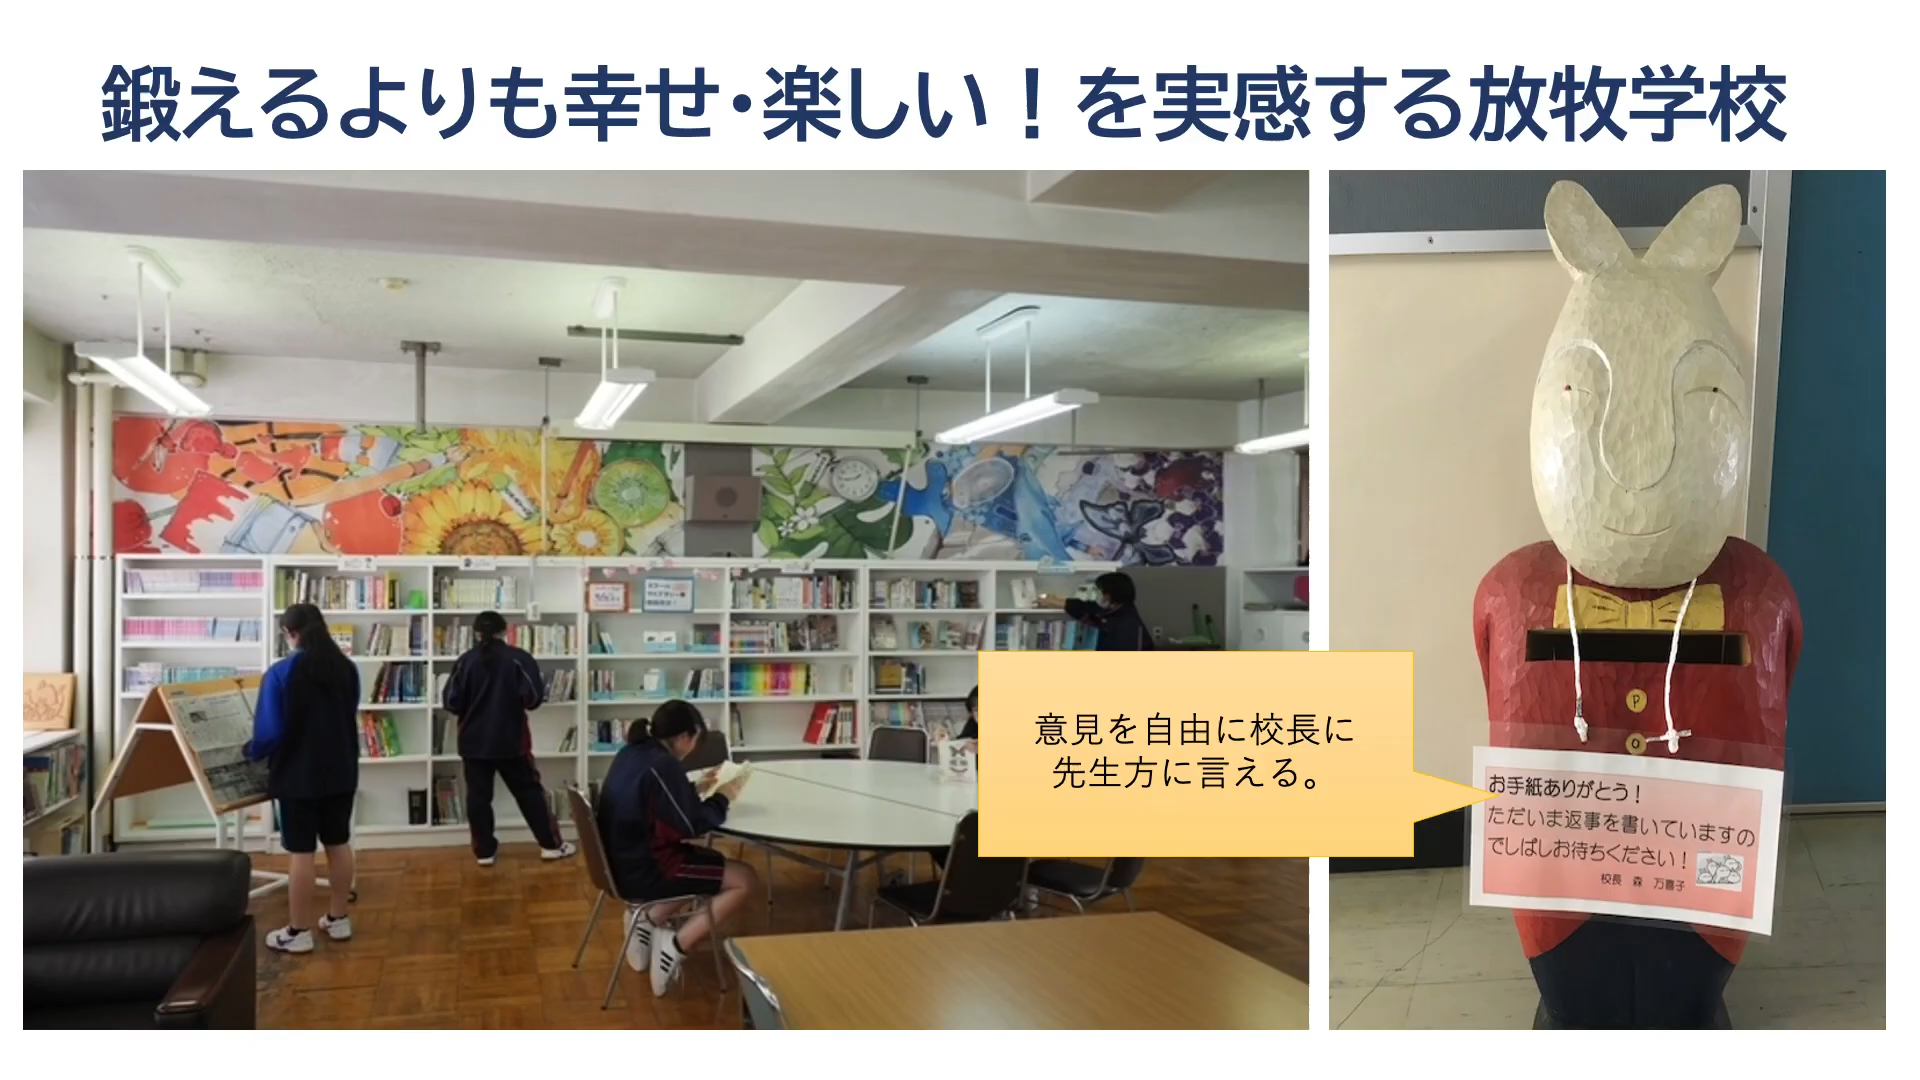 鍛えるよりも幸せ・楽しい！を実感する放牧学校
意見を自由に校長に
先生方に言える。
P
O
お手紙ありがとう！
ただいま返事を書いていますの
でしばしお待ちください！
校長　森　万喜子